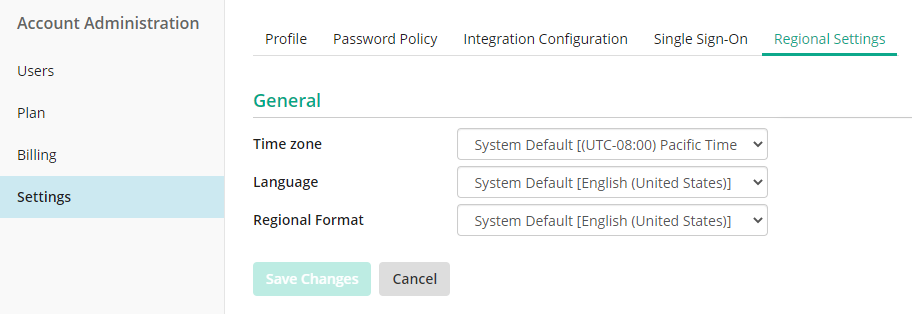 Account Administration
Users
Plan
Billing
Settings
Profile Password Policy Integration Configuration Single Sign-On Regional Settings
General
Time zone System Default [(UTC-08:00) Pacific Time
Language System Default [English (United States)]
Regional Format System Default [English (United States)]
Save Changes Cancel